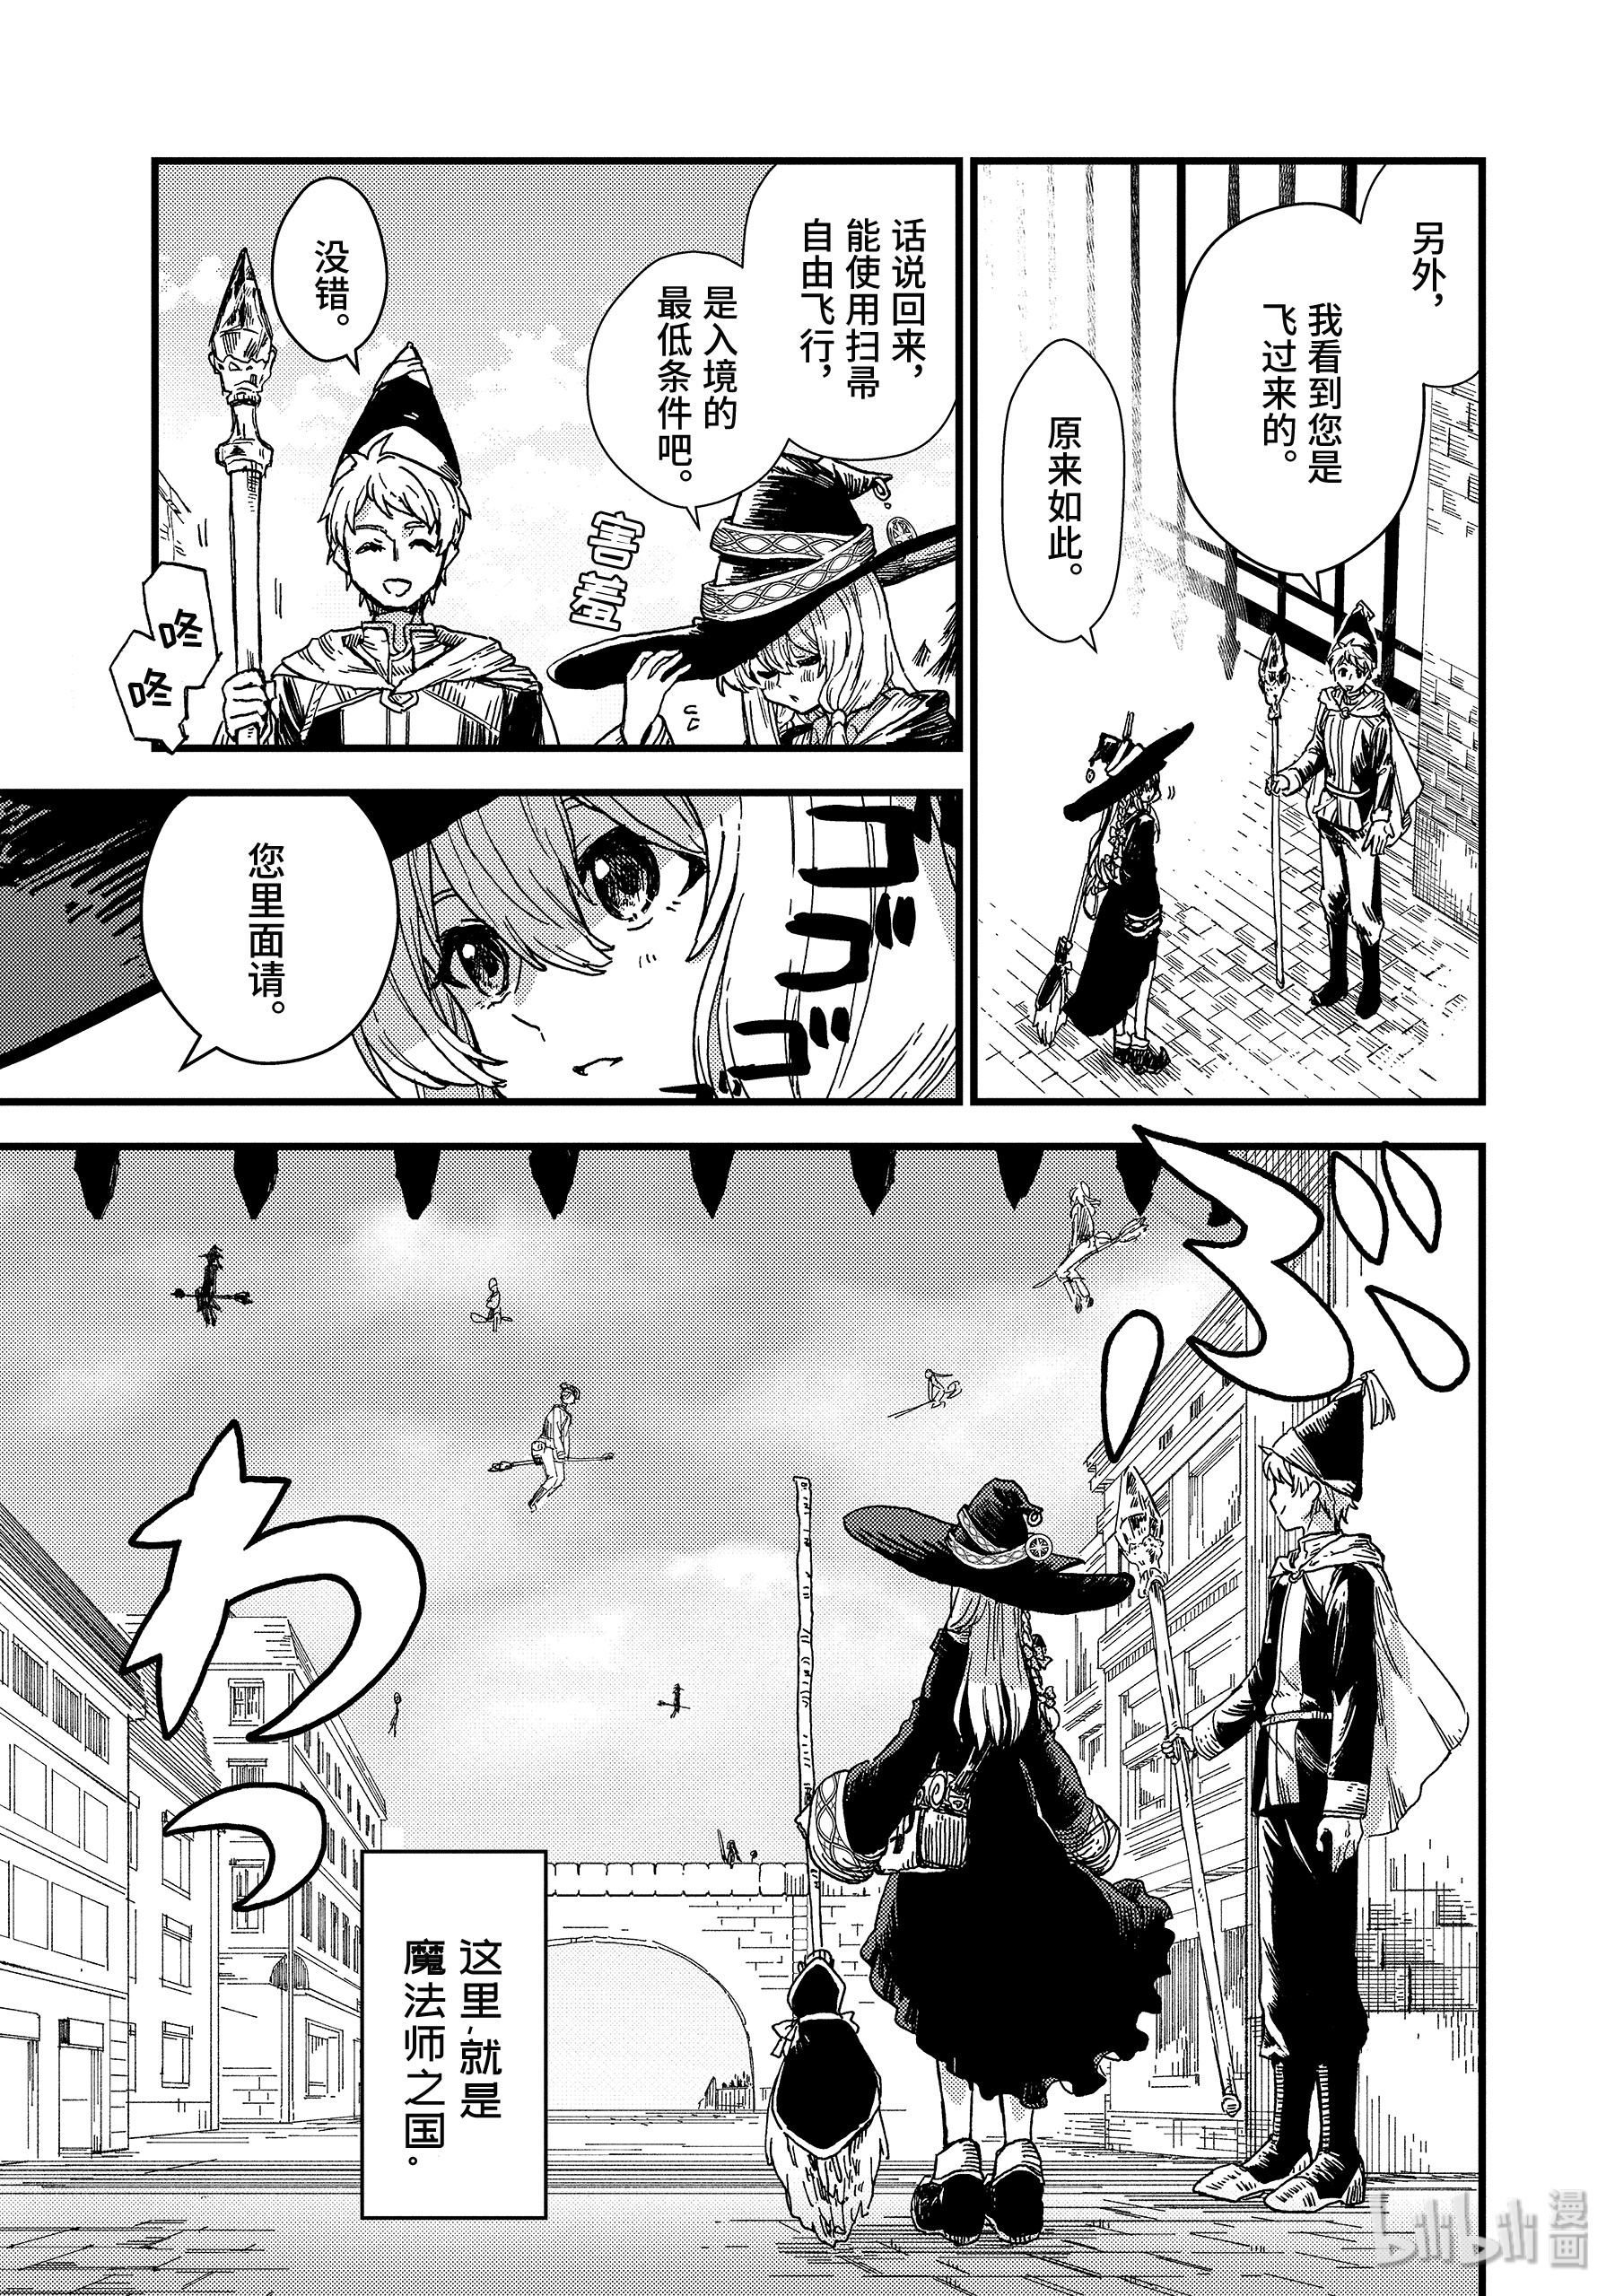 另外，
我看到您是
飞过来的。
原来如此。
话说回来，
能使用扫帚
自由飞行，
是入境的
最低条件吧。
害羞
没错。
咚
咚
ゴゴゴゴ
您里面请。
ぶわっ
这里，就是
魔法师之国。
bilibili
漫画